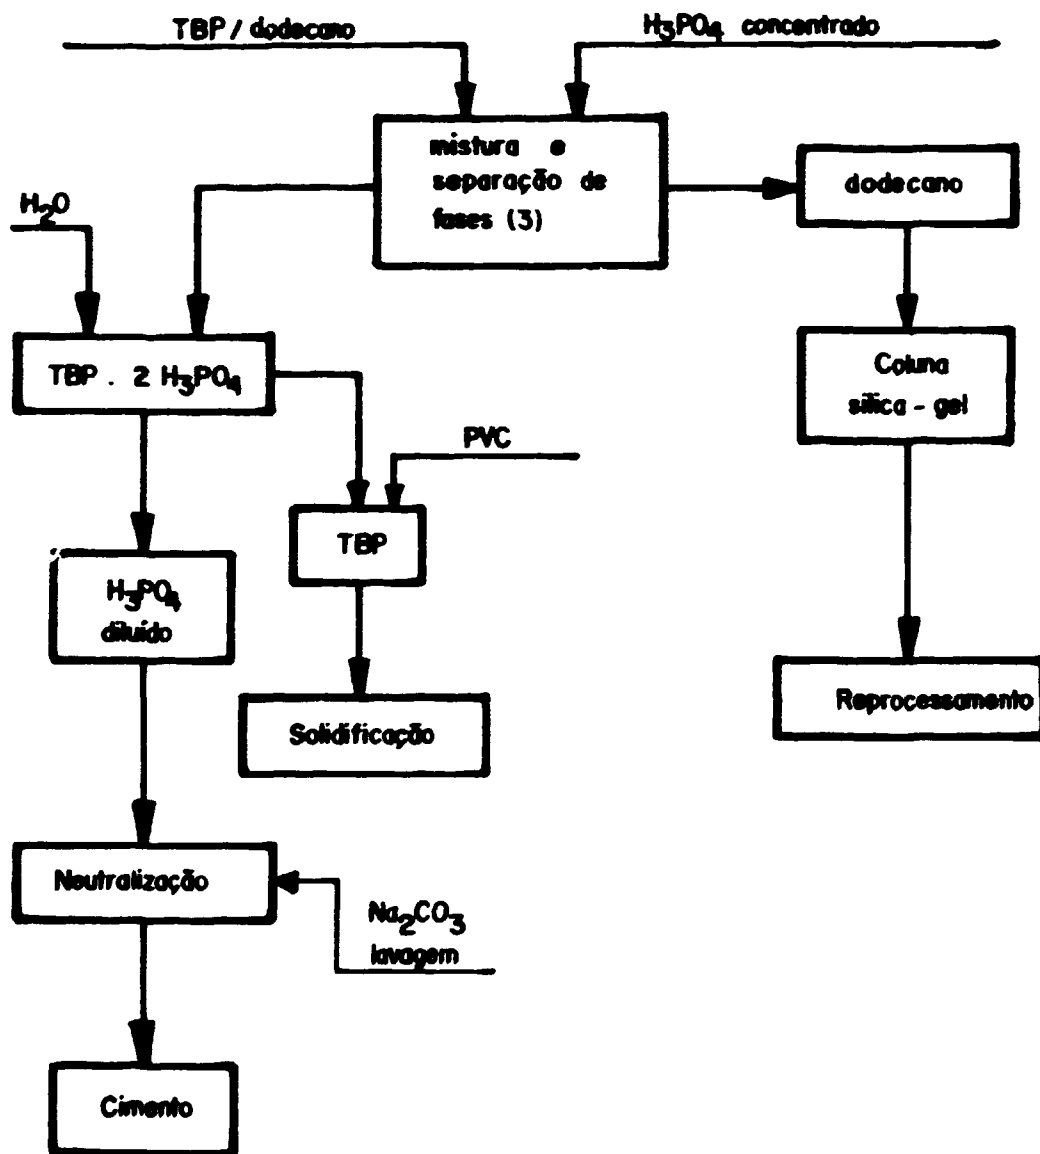 TBP / dodecano
H3PO4 concentrado
mistura e
separação de
fases (3)
dodecano
H2O
TBP . 2 H3PO4
Coluna
sílica - gel
PVC
TBP
H3PO4
diluído
Reprocessamento
Solidificação
Neutralização
Na2CO3
lavagem
Cimento